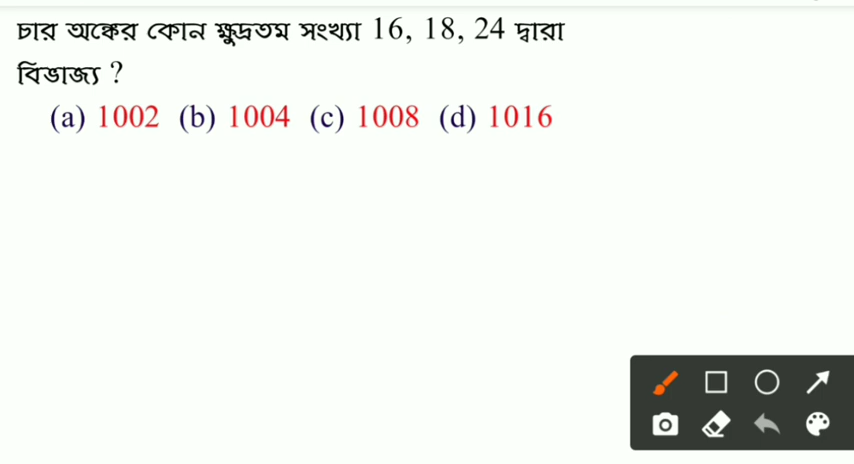 চার অঙ্কের কোন ক্ষুদ্রতম সংখ্যা 16, 18, 24 দ্বারা
বিভাজ্য ?
(a) 1002 (b) 1004 (c) 1008 (d) 1016